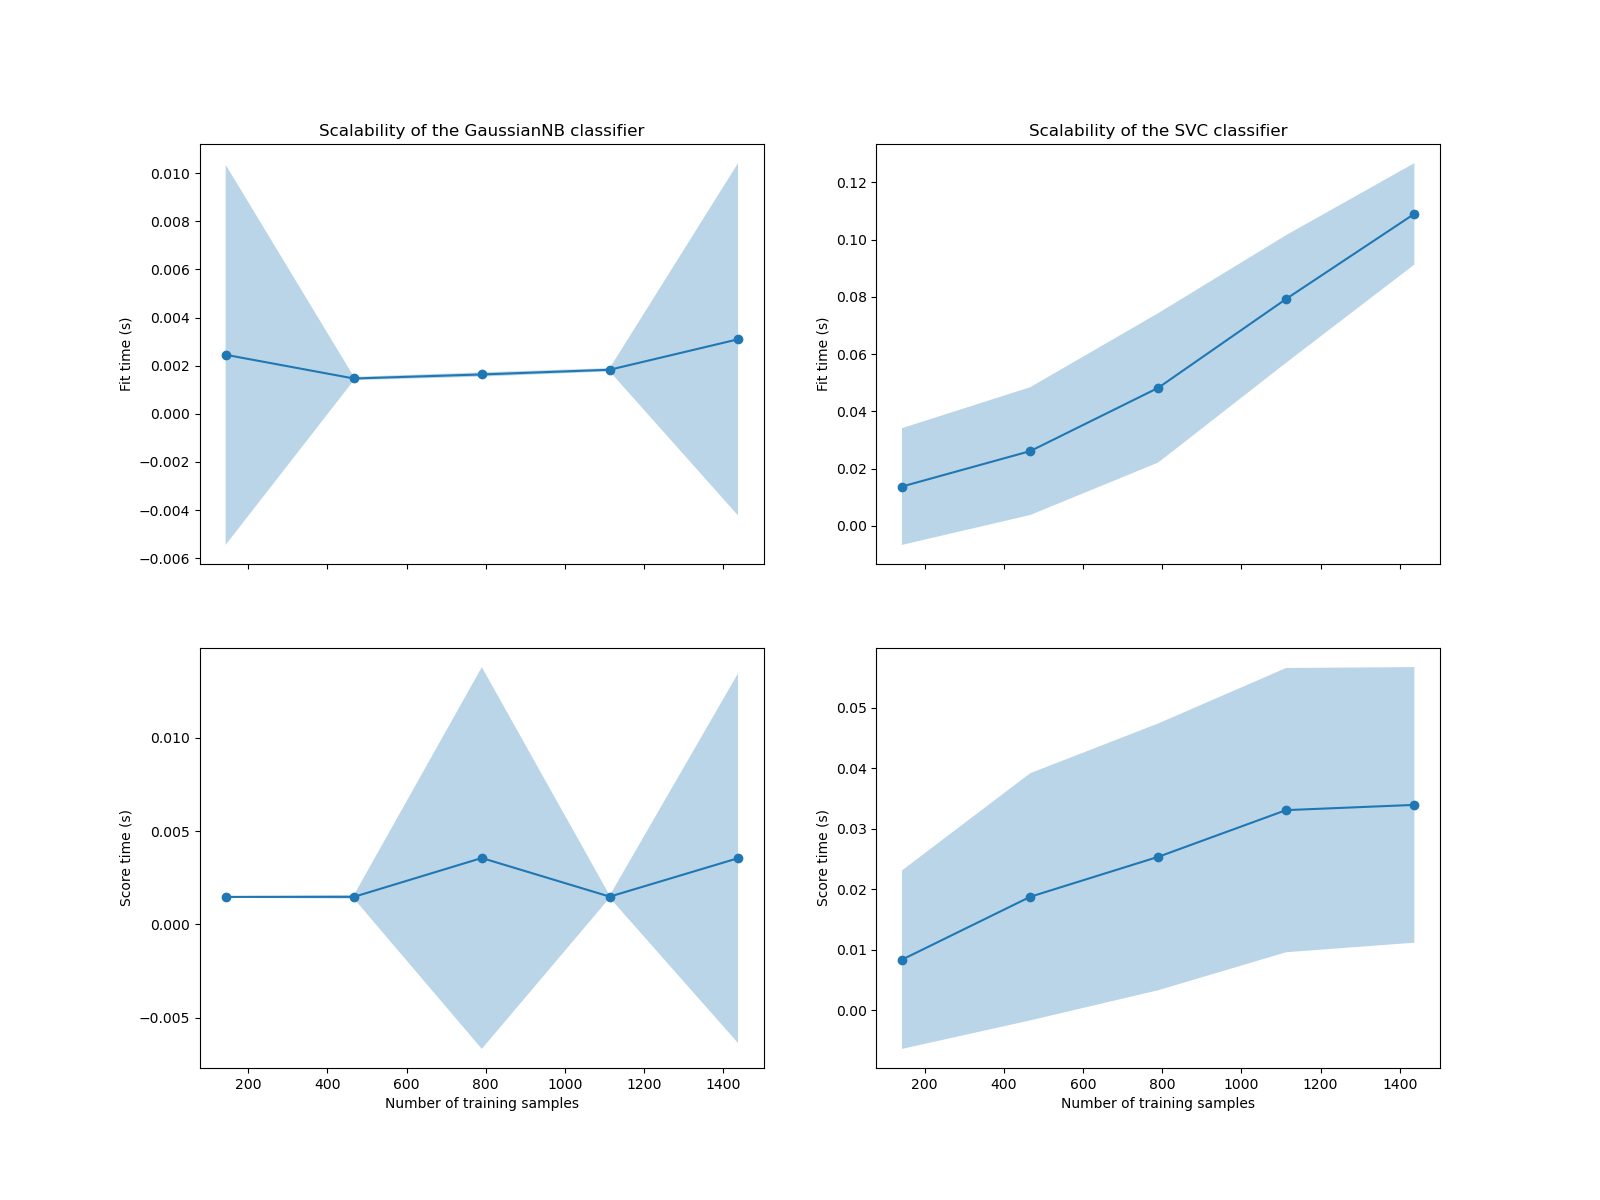 Scalability of the GaussianNB classifier
0.010
0.008
0.006
0.004
0.002
0.000
−0.002
−0.004
−0.006
Fit time (s)
Scalability of the SVC classifier
0.12
0.10
0.08
0.06
0.04
0.02
0.00
Fit time (s)
0.010
0.005
0.000
−0.005
Score time (s)
200 400 600 800 1000 1200 1400
Number of training samples
0.05
0.04
0.03
0.02
0.01
0.00
Score time (s)
200 400 600 800 1000 1200 1400
Number of training samples